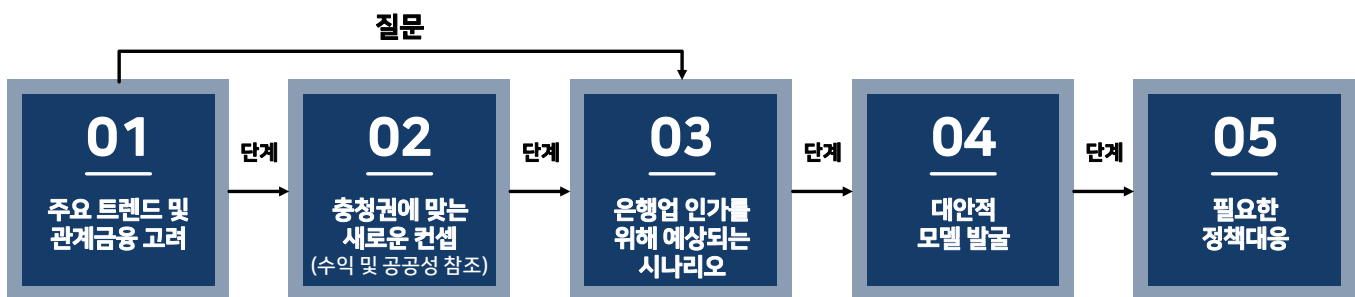 질문
01
주요 트렌드 및
관계금융 고려
단계
02
충청권에 맞는
새로운 컨셉
(수익 및 공공성 참조)
단계
03
은행업 인가를
위해 예상되는
시나리오
단계
04
대안적
모델 발굴
단계
05
필요한
정책대응